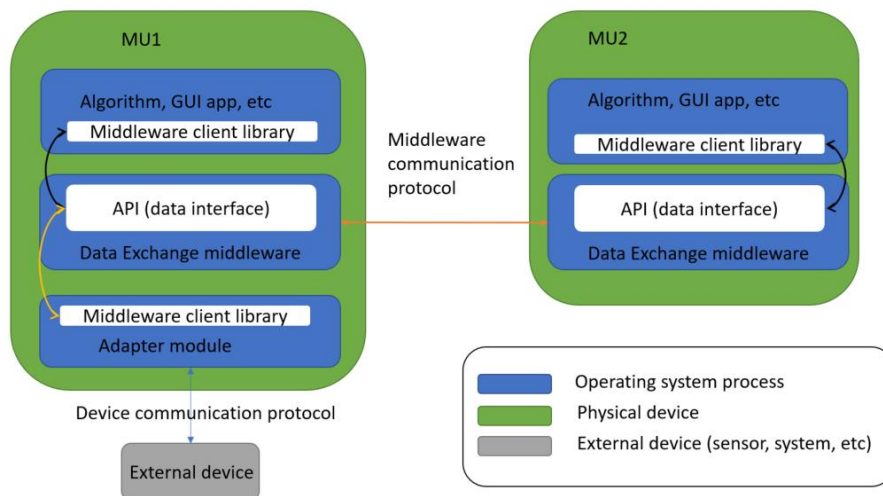 MU1
Algorithm, GUI app, etc
Middleware client library
API (data interface)
Data Exchange middleware
Middleware client library
Adapter module
Device communication protocol
External device
Middleware
communication
protocol
MU2
Algorithm, GUI app, etc
Middleware client library
API (data interface)
Data Exchange middleware
Operating system process
Physical device
External device (sensor, system, etc)